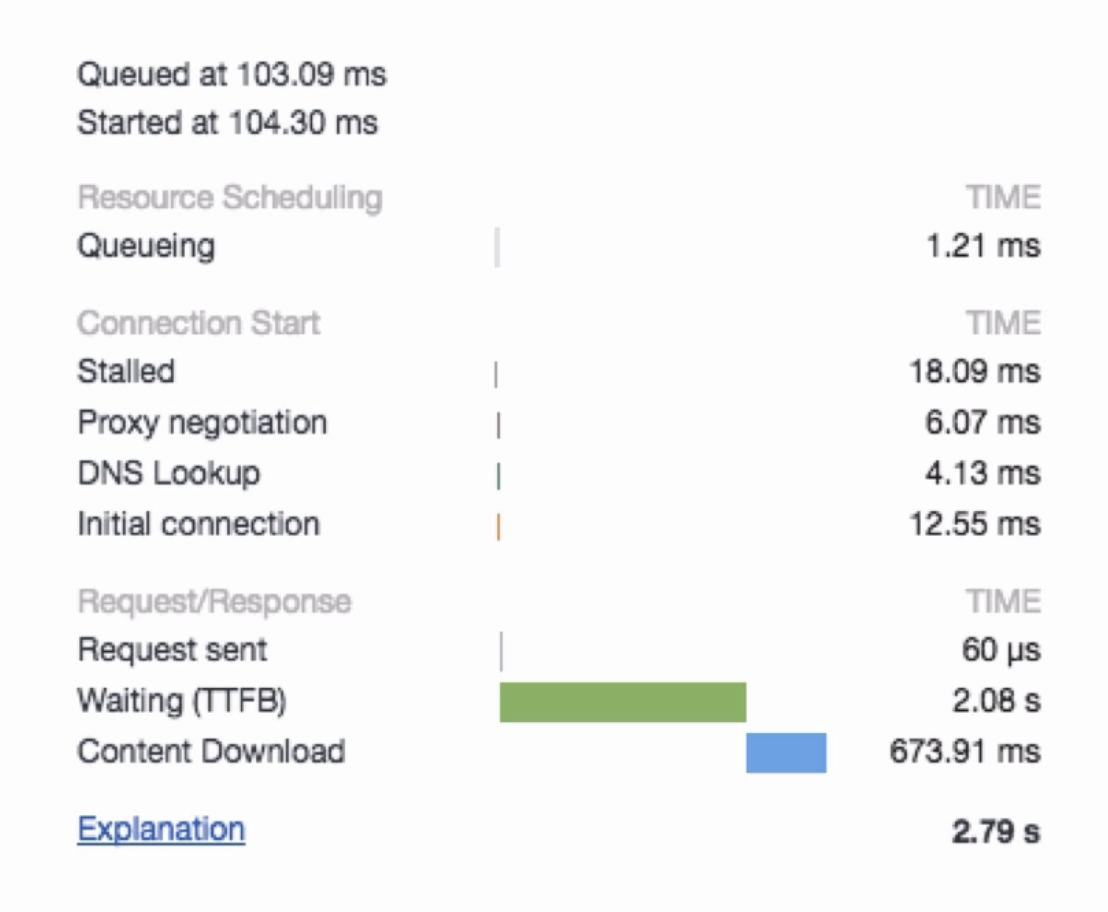 Queued at 103.09 ms
Started at 104.30 ms
Resource Scheduling TIME
Queueing 1.21 ms
Connection Start TIME
Stalled 18.09 ms
Proxy negotiation 6.07 ms
DNS Lookup 4.13 ms
Initial connection 12.55 ms
Request/Response TIME
Request sent 60 µs
Waiting (TTFB) 2.08 s
Content Download 673.91 ms
Explanation 2.79 s